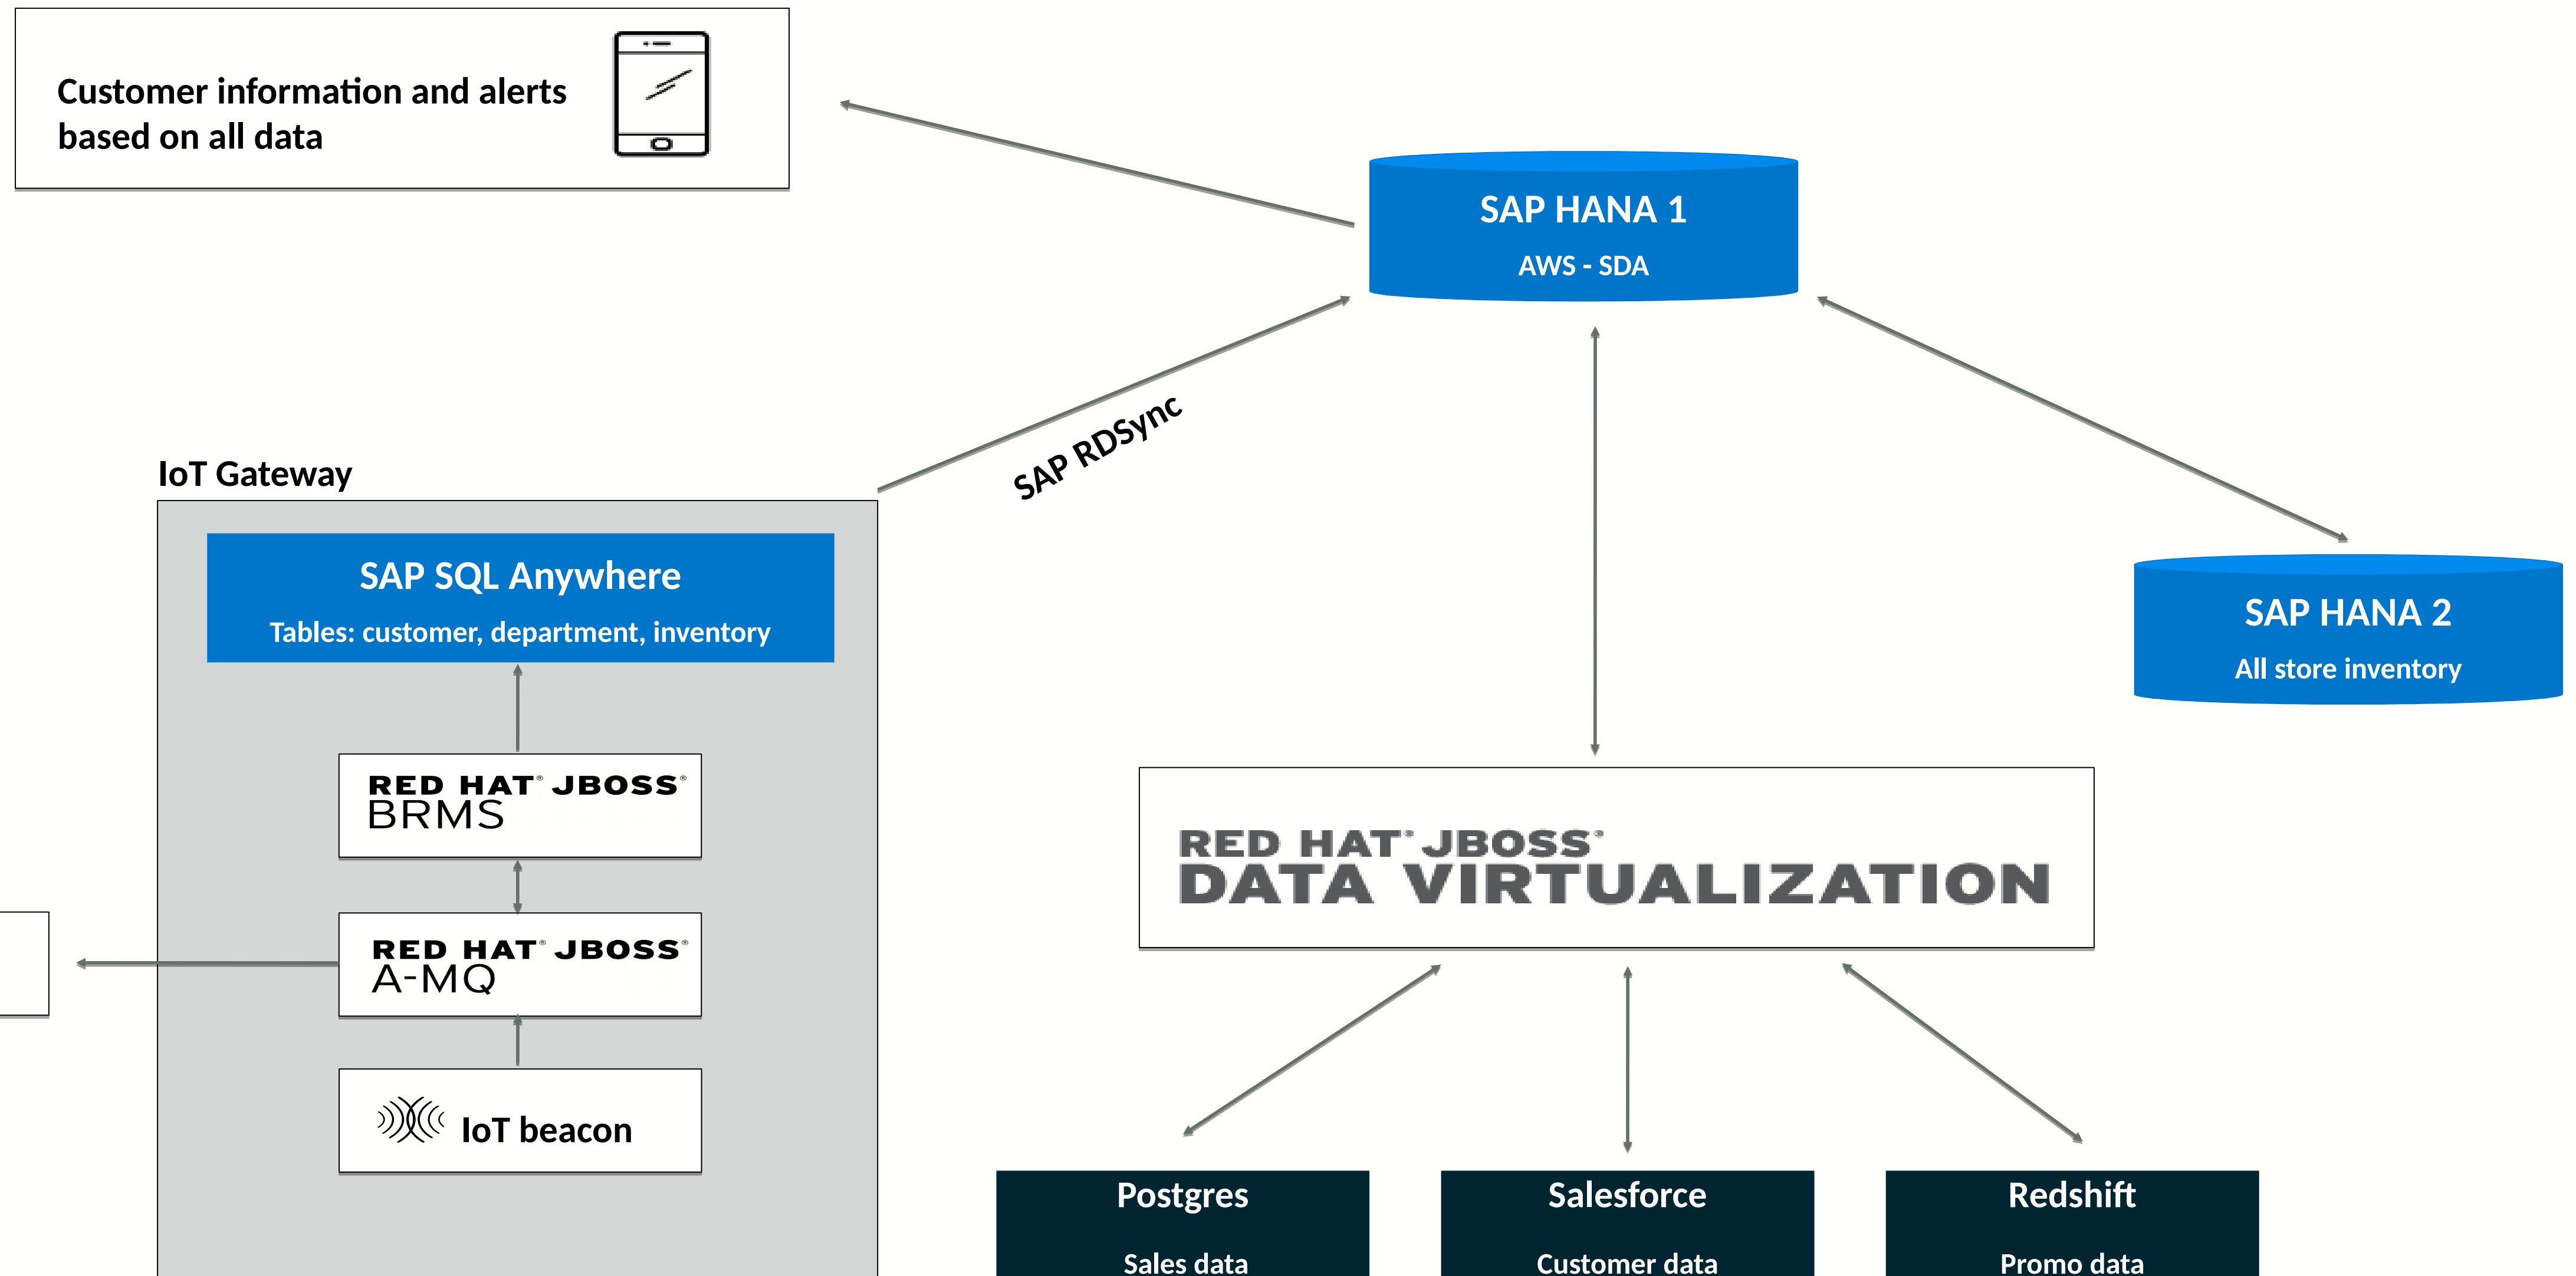 Customer information and alerts
based on all data
SAP HANA 1
AWS - SDA
SAP RDSync
IoT Gateway
SAP SQL Anywhere
Tables: customer, department, inventory
SAP HANA 2
All store inventory
RED HAT® JBOSS®
BRMS
RED HAT® JBOSS®
DATA VIRTUALIZATION
RED HAT® JBOSS®
A-MQ
IoT beacon
Postgres
Sales data
Salesforce
Customer data
Redshift
Promo data